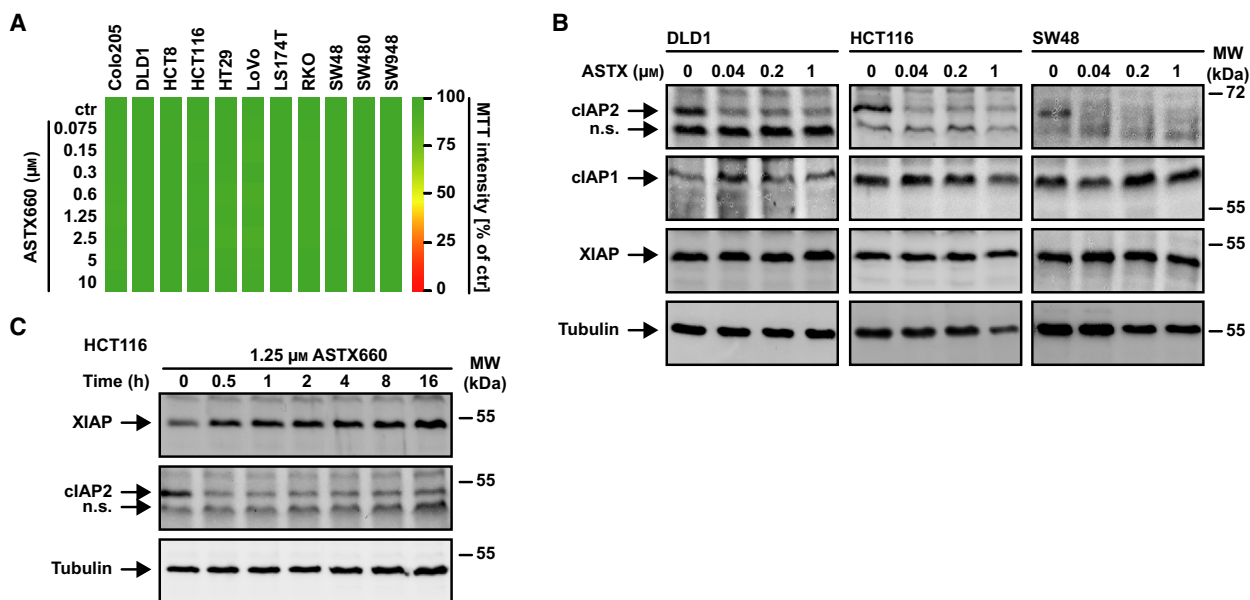 A
Colo205
DLD1
HCT8
HCT116
HT29
LoVo
LS174T
RKO
SW48
SW480
SW948
ASTX660 (μM)
ctr
0.075
0.15
0.3
0.6
1.25
2.5
5
10
100
75
50
25
0
MTT intensity [% of ctr]
B
DLD1 HCT116 SW48
MW
(kDa)
ASTX (μM) 0 0.04 0.2 1 0 0.04 0.2 1 0 0.04 0.2 1
72
cIAP2
n.s.
cIAP1
55
XIAP
55
Tubulin
55
C
HCT116
1.25 μM ASTX660
MW
(kDa)
Time (h) 0 0.5 1 2 4 8 16
XIAP
55
cIAP2
55
n.s.
Tubulin
55